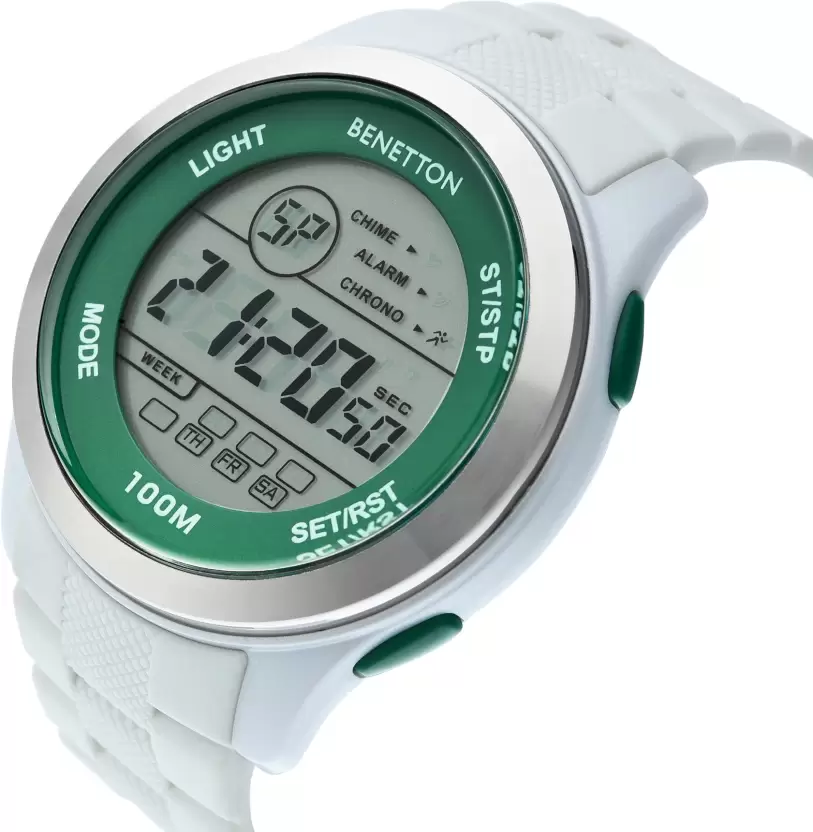 LIGHT
BENETTON
SP
CHIME
ALARM
CHRONO
ST/STP
MODE
21:20
SEC
50
WEEK
TH
FR
SA
100M
SET/RST